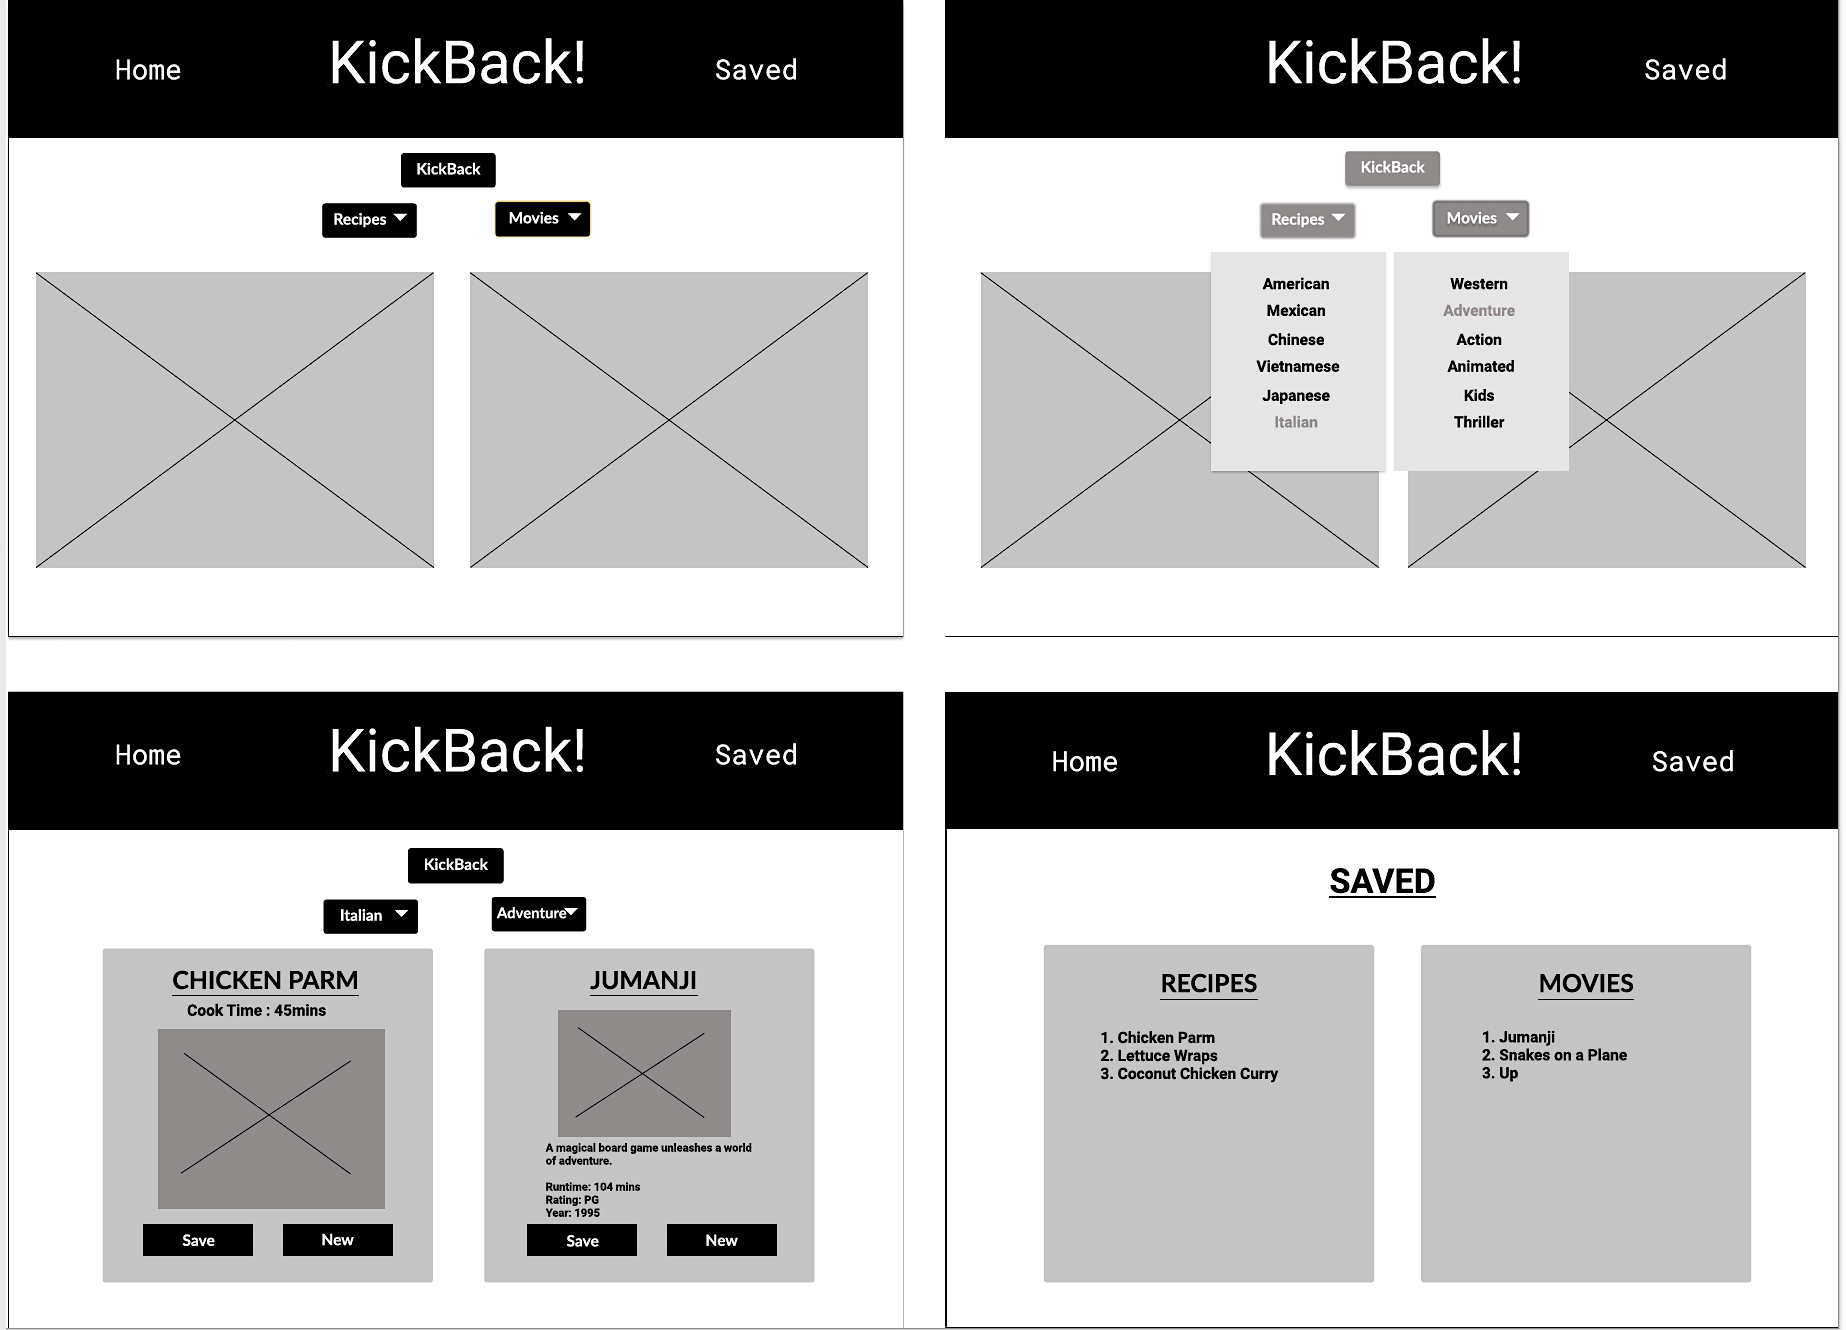 Home KickBack! Saved
KickBack
Recipes Movies
KickBack! Saved
KickBack
Recipes Movies
American
Mexican
Chinese
Vietnamese
Japanese
Italian
Western
Adventure
Action
Animated
Kids
Thriller
Home KickBack! Saved
KickBack
Italian Adventure
CHICKEN PARM
Cook Time : 45mins
Save New
JUMANJI
A magical board game unleashes a world
of adventure.
Runtime: 104 mins
Rating: PG
Year: 1995
Save New
Home KickBack! Saved
SAVED
RECIPES
1. Chicken Parm
2. Lettuce Wraps
3. Coconut Chicken Curry
MOVIES
1. Jumanji
2. Snakes on a Plane
3. Up